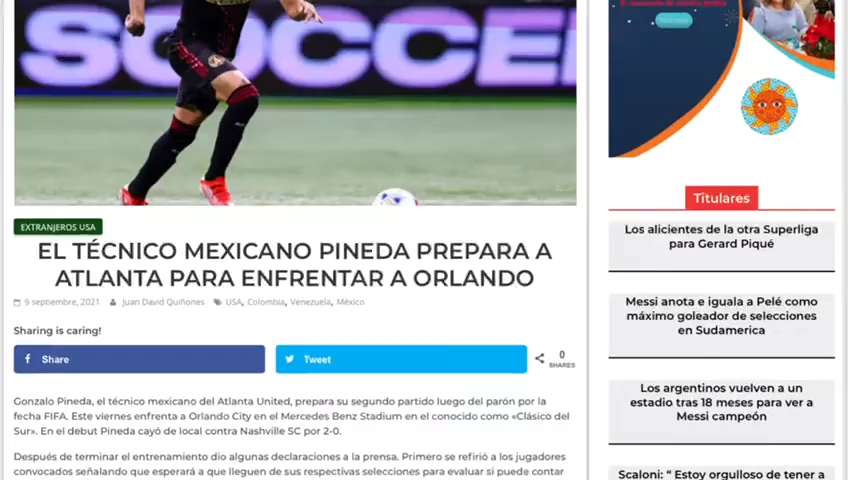 SOCCER
EXTRANJEROS USA
EL TÉCNICO MEXICANO PINEDA PREPARA A
ATLANTA PARA ENFRENTAR A ORLANDO
9 septiembre, 2021 Juan David Quiñones USA, Colombia, Venezuela, México
Sharing is caring!
Share
Tweet
0
SHARES
Gonzalo Pineda, el técnico mexicano del Atlanta United, prepara su segundo partido luego del parón por la
fecha FIFA. Este viernes enfrenta a Orlando City en el Mercedes Benz Stadium en el conocido como «Clásico del
Sur». En el debut Pineda cayó de local contra Nashville SC por 2-0.
Después de terminar el entrenamiento dio algunas declaraciones a la prensa. Primero se refirió a los jugadores
convocados señalando que esperará a que lleguen de sus respectivas selecciones para evaluar si puede contar
Titulares
Los alicientes de la otra Superliga
para Gerard Piqué
Messi anota e iguala a Pelé como
máximo goleador de selecciones
en Sudamerica
Los argentinos vuelven a un
estadio tras 18 meses para ver a
Messi campeón
Scaloni: “ Estoy orgulloso de tener a